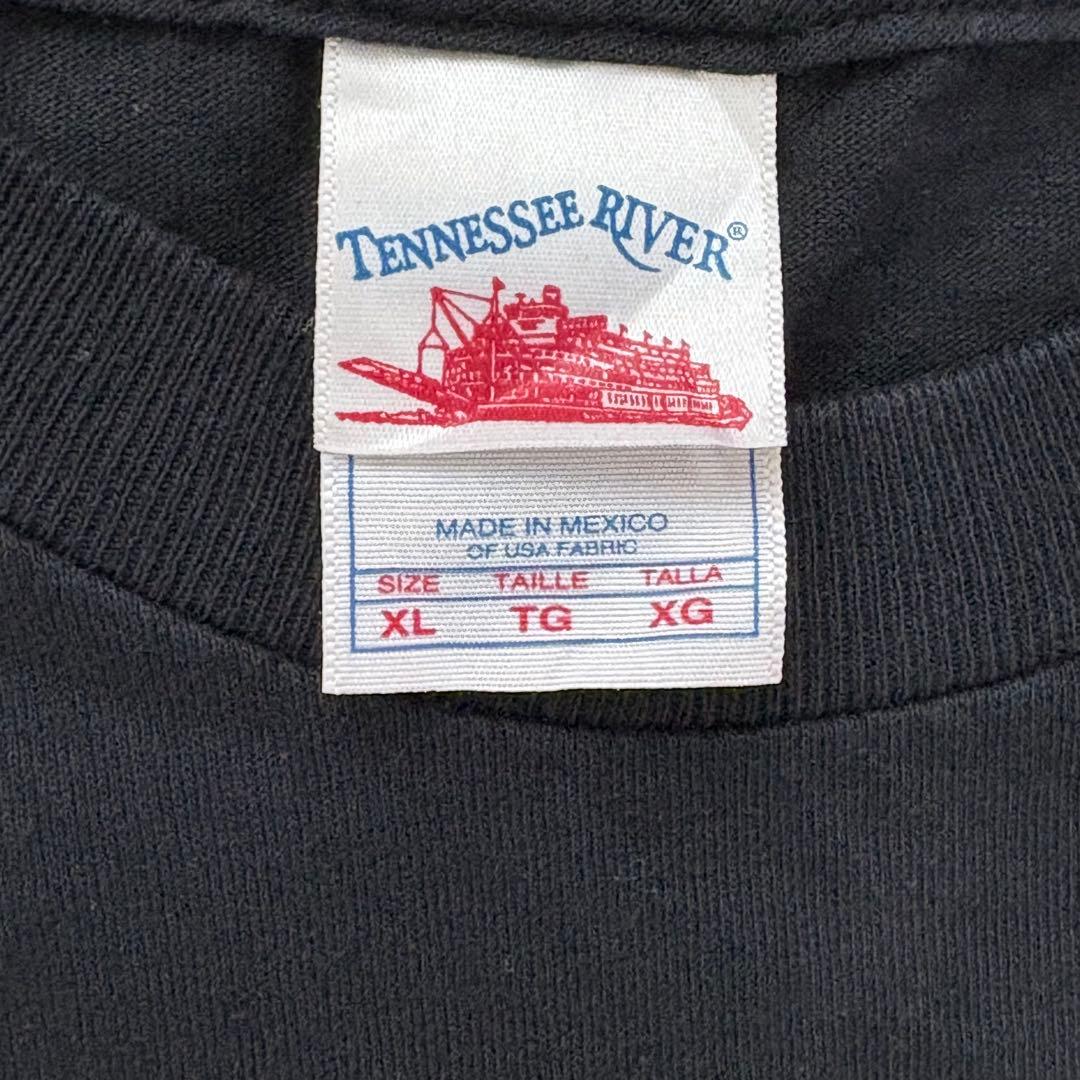 TENNESSEE RIVER®
MADE IN MEXICO
OF USA FABRIC
SIZE TAILLE TALLA
XL TG XG